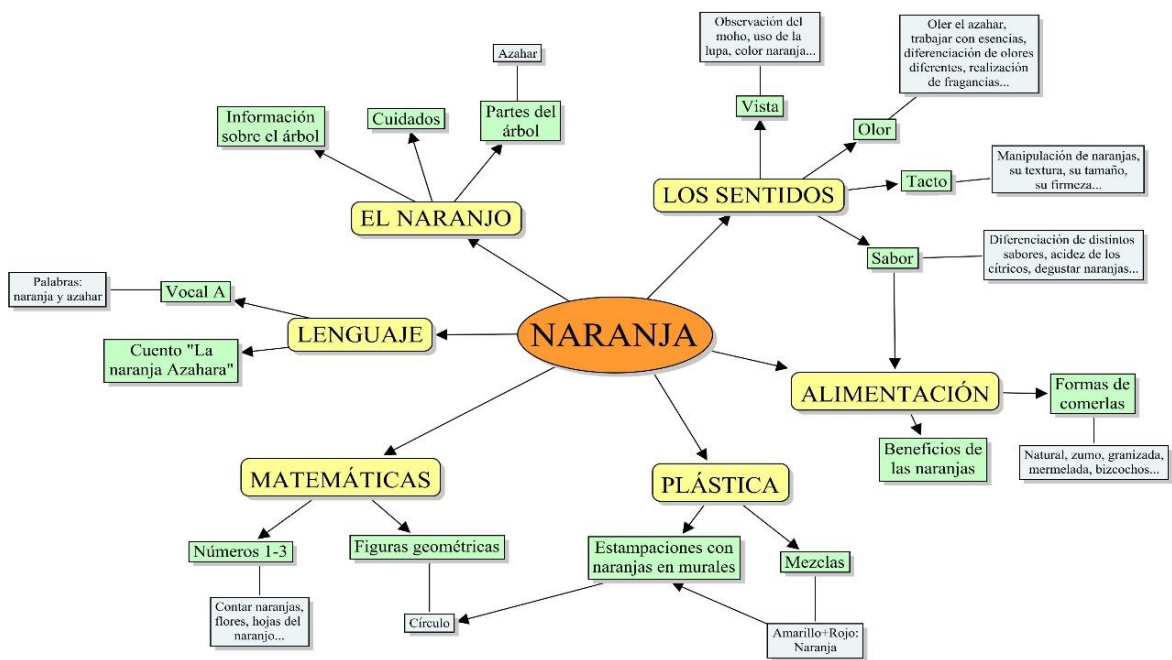 Observación del
moho, uso de la
lupa, color naranja...
Oler el azahar,
trabajar con esencias,
diferenciación de olores
diferentes, realización
de fragancias...
Azahar
Vista
Olor
Información
sobre el árbol
Cuidados
Partes del
árbol
Manipulación de naranjas,
su textura, su tamaño,
su firmeza...
Tacto
LOS SENTIDOS
EL NARANJO
Sabor
Diferenciación de distintos
sabores, acidez de los
cítricos, degustar naranjas...
Palabras:
naranja y azahar
Vocal A
LENGUAJE
NARANJA
Cuento "La
naranja Azahara"
ALIMENTACIÓN
Formas de
comerlas
Beneficios de
las naranjas
Natural, zumo, granizada,
mermelada, bizcochos...
MATEMÁTICAS
PLÁSTICA
Números 1-3
Figuras geométricas
Estampaciones con
naranjas en murales
Mezclas
Contar naranjas,
flores, hojas del
naranjo...
Círculo
Amarillo+Rojo:
Naranja